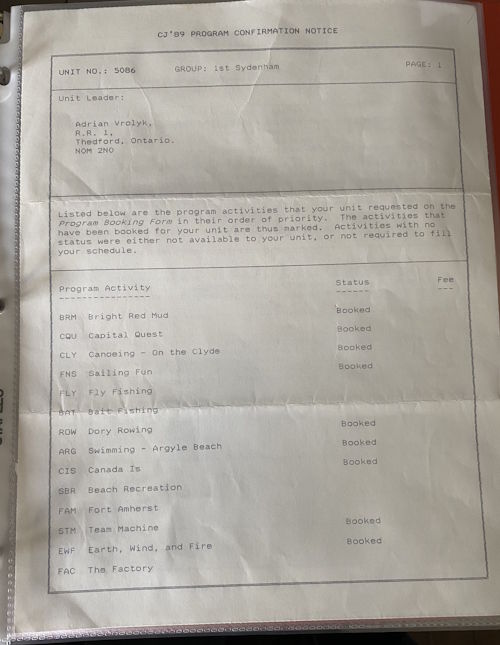 CJ'89 PROGRAM CONFIRMATION NOTICE
UNIT NO.: 5086 GROUP: 1st Sydenham PAGE: 1
Unit Leader:
Adrian Vrolyk,
R.R. 1,
Thedford, Ontario.
N0M 2N0
Listed below are the program activities that your unit requested on the
Program Booking Form in their order of priority. The activities that
have been booked for your unit are thus marked. Activities with no
status were either not available to your unit, or not required to fill
your schedule.
Program Activity Status Fee
---------------- ------ ---
BRM Bright Red Mud Booked
CQU Capital Quest Booked
CLY Canoeing - On the Clyde Booked
FNS Sailing Fun Booked
FLY Fly Fishing
BAT Bait Fishing
ROW Dory Rowing Booked
ARG Swimming - Argyle Beach Booked
CIS Canada Is Booked
SBR Beach Recreation
FAM Fort Amherst
STM Team Machine Booked
EWF Earth, Wind, and Fire Booked
FAC The Factory